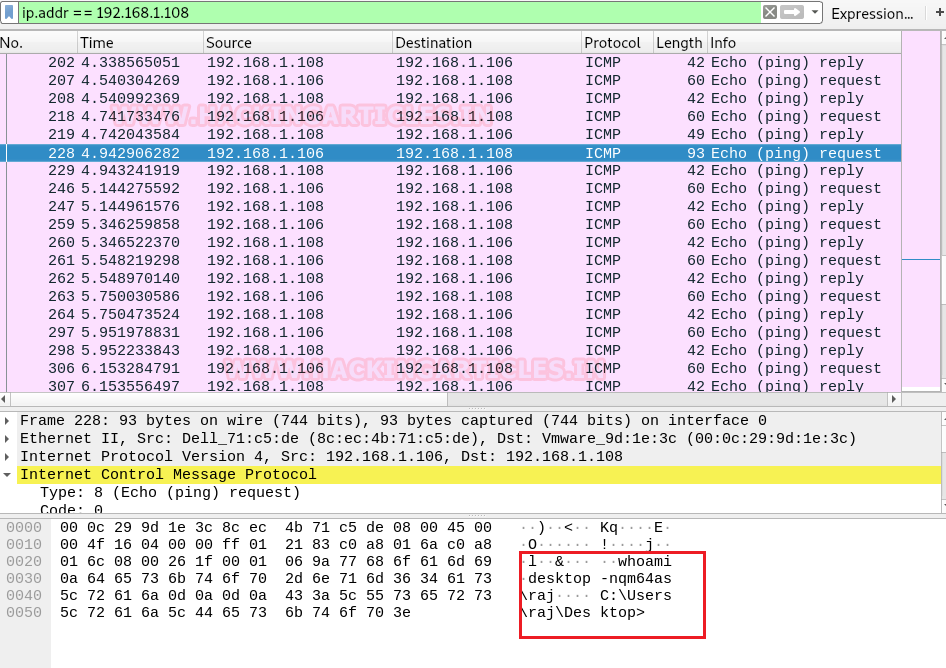 ip.addr == 192.168.1.108 Expression... +
No. Time Source Destination Protocol Length Info
202 4.338565051 192.168.1.108 192.168.1.106 ICMP 42 Echo (ping) reply
207 4.540304269 192.168.1.106 192.168.1.108 ICMP 60 Echo (ping) request
208 4.540992369 192.168.1.108 192.168.1.106 ICMP 42 Echo (ping) reply
WWW.HACKINGARTICLES.IN
218 4.741733476 192.168.1.106 192.168.1.108 ICMP 60 Echo (ping) request
219 4.742043584 192.168.1.108 192.168.1.106 ICMP 49 Echo (ping) reply
228 4.942906282 192.168.1.106 192.168.1.108 ICMP 93 Echo (ping) request
229 4.943241919 192.168.1.108 192.168.1.106 ICMP 42 Echo (ping) reply
246 5.144275592 192.168.1.106 192.168.1.108 ICMP 60 Echo (ping) request
247 5.144961576 192.168.1.108 192.168.1.106 ICMP 42 Echo (ping) reply
259 5.346259858 192.168.1.106 192.168.1.108 ICMP 60 Echo (ping) request
260 5.346522370 192.168.1.108 192.168.1.106 ICMP 42 Echo (ping) reply
261 5.548219298 192.168.1.106 192.168.1.108 ICMP 60 Echo (ping) request
262 5.548970140 192.168.1.108 192.168.1.106 ICMP 42 Echo (ping) reply
263 5.750030586 192.168.1.106 192.168.1.108 ICMP 60 Echo (ping) request
264 5.750473524 192.168.1.108 192.168.1.106 ICMP 42 Echo (ping) reply
297 5.951978831 192.168.1.106 192.168.1.108 ICMP 60 Echo (ping) request
298 5.952233843 192.168.1.108 192.168.1.106 ICMP 42 Echo (ping) reply
306 6.153284791 192.168.1.106 192.168.1.108 ICMP 60 Echo (ping) request
WWW.HACKINGARTICLES.IN
307 6.153556497 192.168.1.108 192.168.1.106 ICMP 42 Echo (ping) reply
Frame 228: 93 bytes on wire (744 bits), 93 bytes captured (744 bits) on interface 0
Ethernet II, Src: Dell_71:c5:de (8c:ec:4b:71:c5:de), Dst: Vmware_9d:1e:3c (00:0c:29:9d:1e:3c)
Internet Protocol Version 4, Src: 192.168.1.106, Dst: 192.168.1.108
Internet Control Message Protocol
Type: 8 (Echo (ping) request)
Code: 0
0000 00 0c 29 9d 1e 3c 8c ec 4b 71 c5 de 08 00 45 00 ··)··<·· Kq····E·
0010 00 4f 16 04 00 00 ff 01 21 83 c0 a8 01 6a c0 a8 ·O······ !····j··
0020 01 6c 08 00 26 1f 00 01 06 9a 77 68 6f 61 6d 69 ·l··&··· ··whoami
0030 0a 64 65 73 6b 74 6f 70 2d 6e 71 6d 36 34 61 73 ·desktop -nqm64as
0040 5c 72 61 6a 0d 0a 0d 0a 43 3a 5c 55 73 65 72 73 \raj···· C:\Users
0050 5c 72 61 6a 5c 44 65 73 6b 74 6f 70 3e \raj\Des ktop>